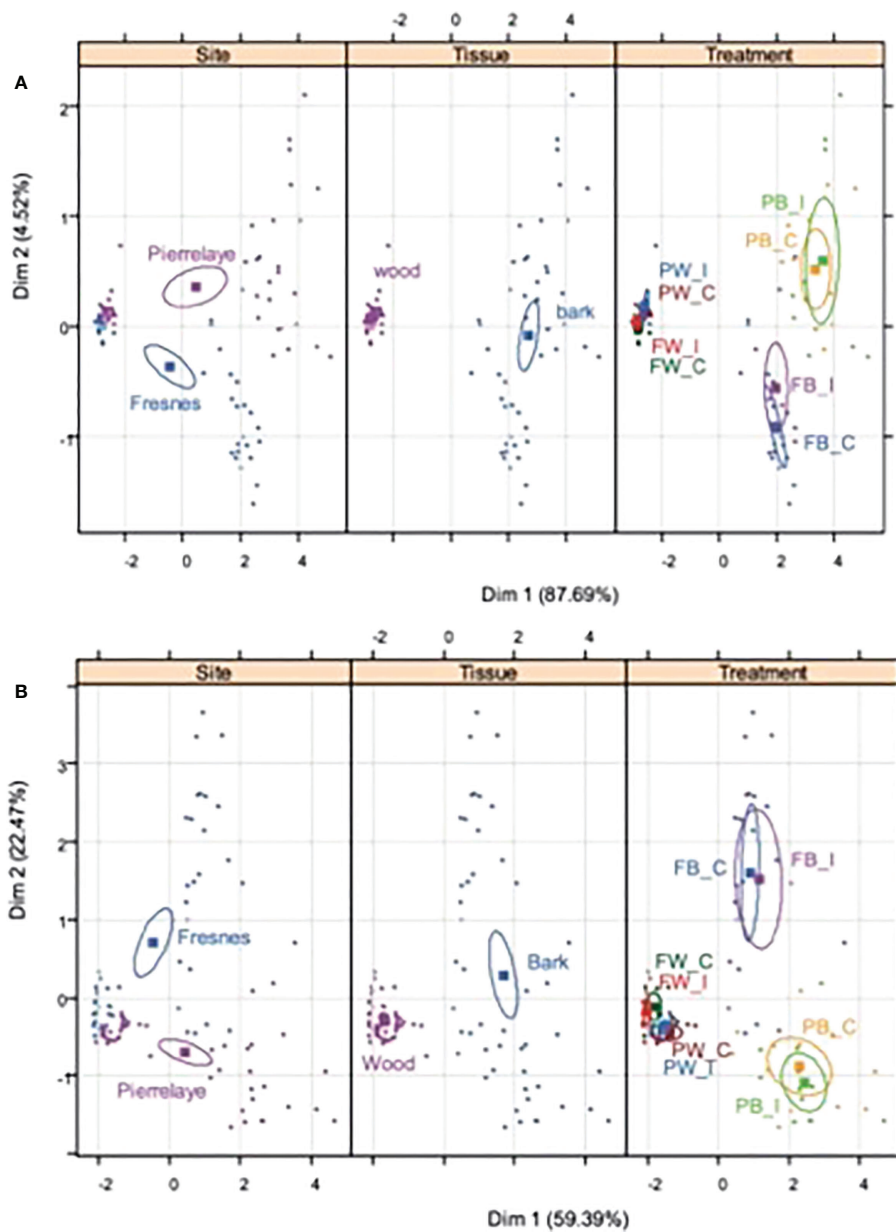 -2 0 2 4
Site Tissue Treatment
A
2
1
0
-1
Dim 2 (4.52%)
Pierrelaye
Fresnes
wood
bark
PB_I
PB_C
PW_I
PW_C
FW_I
FW_C
FB_I
FB_C
-2 0 2 4 -2 0 2 4
Dim 1 (87.69%)
-2 0 2 4
B
Site Tissue Treatment
3
2
1
0
-1
Dim 2 (22.47%)
Fresnes
Pierrelaye
Bark
Wood
FB_C
FB_I
FW_C
FW_I
PW_C
PW_I
PB_C
PB_I
-2 0 2 4 -2 0 2 4
Dim 1 (59.39%)